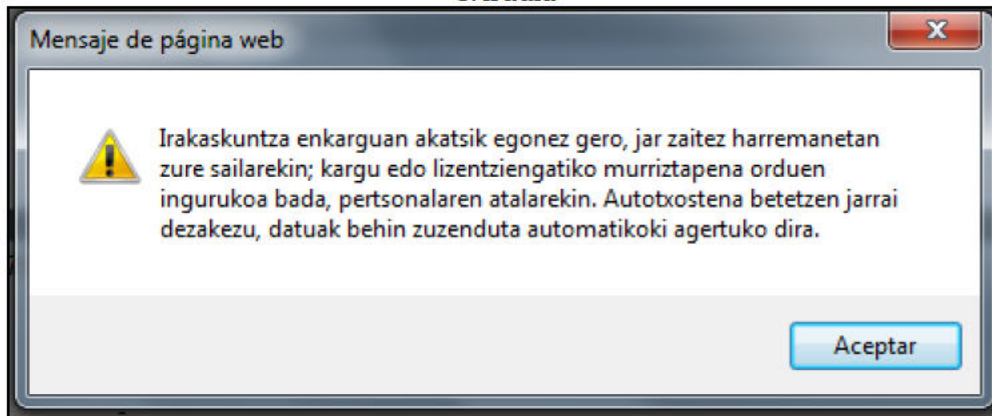 Mensaje de página web
Irakaskuntza enkarguan akatsik egonez gero, jar zaitez harremanetan
zure sailarekin; kargu edo lizentziengatiko murriztapena orduen
ingurukoa bada, pertsonalaren atalarekin. Autotxostena betetzen jarrai
dezakezu, datuak behin zuzenduta automatikoki agertuko dira.
Aceptar